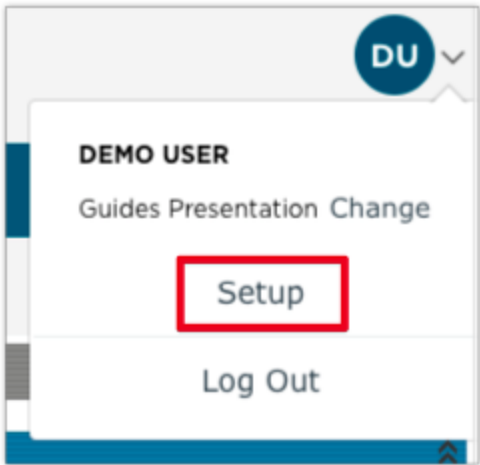 DU
DEMO USER
Guides Presentation Change
Setup
Log Out